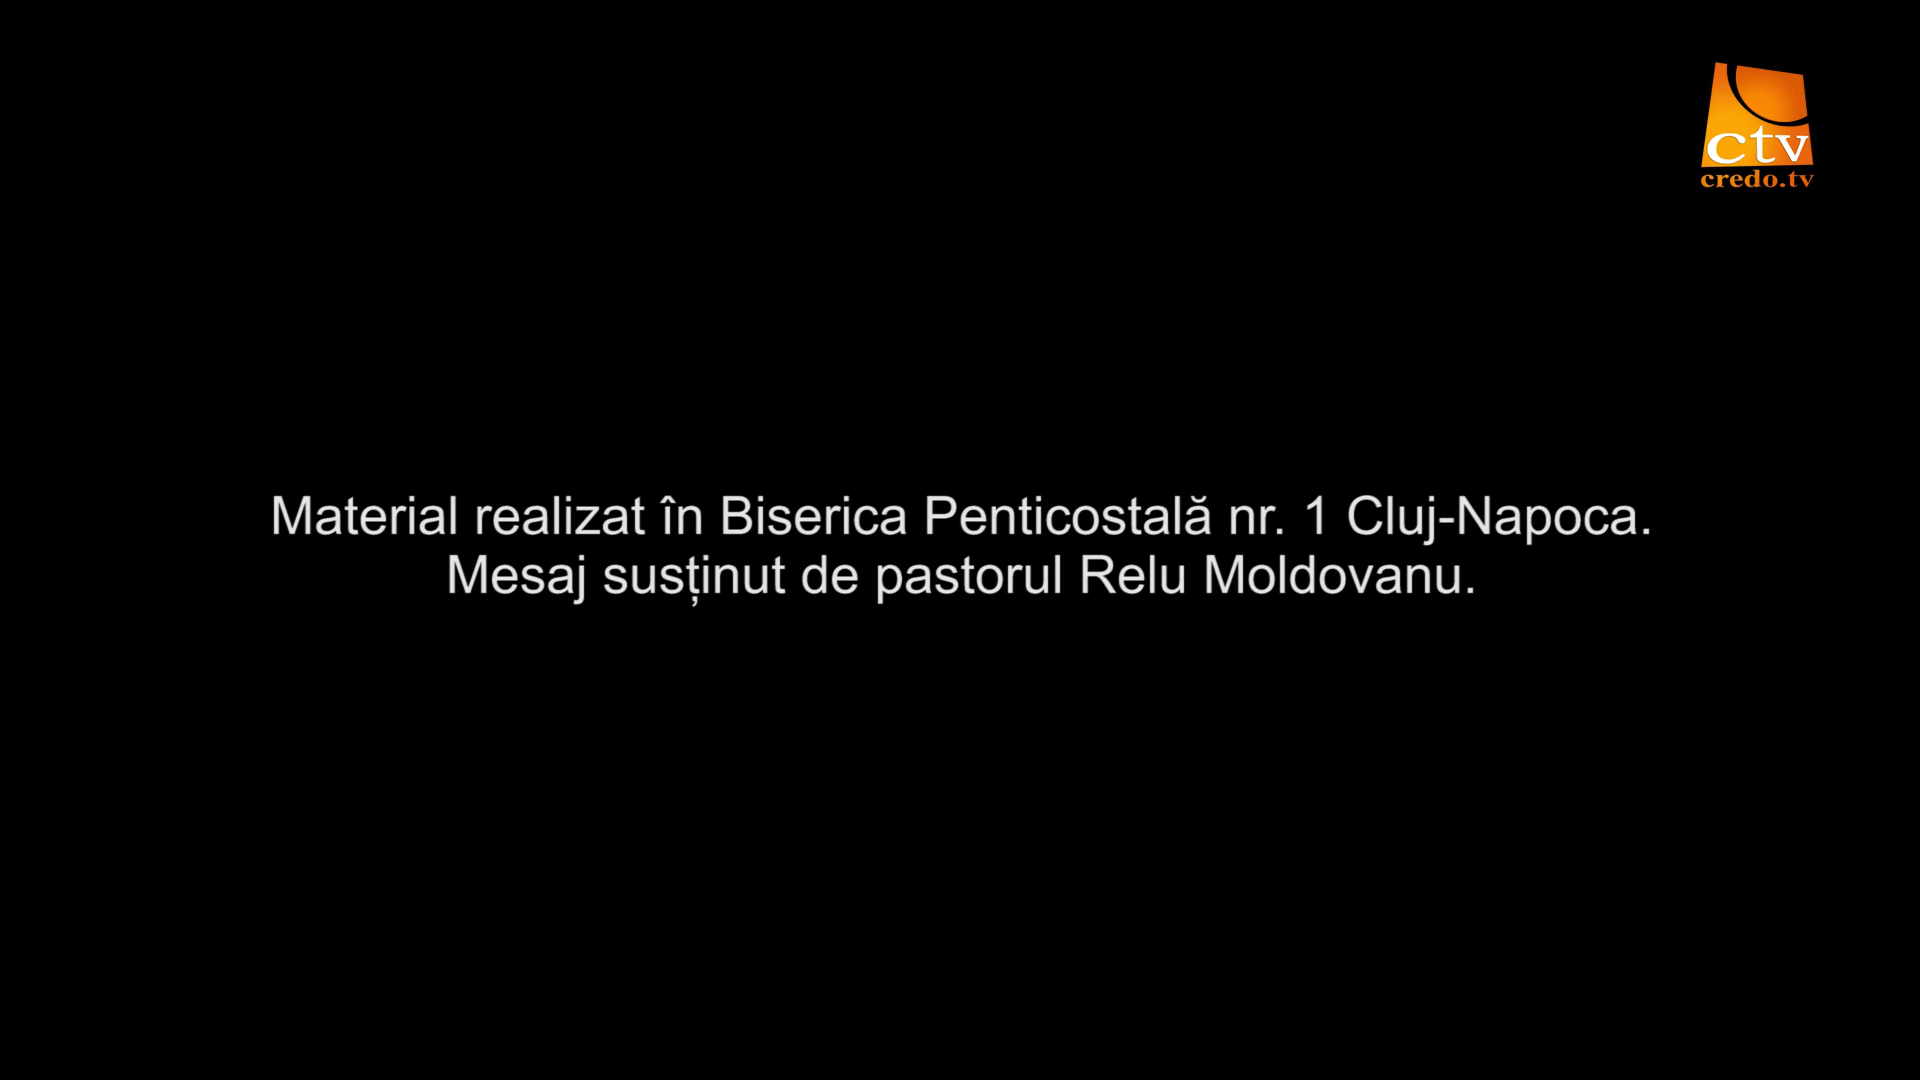 ctv
credo.tv
Material realizat în Biserica Penticostală nr. 1 Cluj-Napoca.
Mesaj susținut de pastorul Relu Moldovanu.